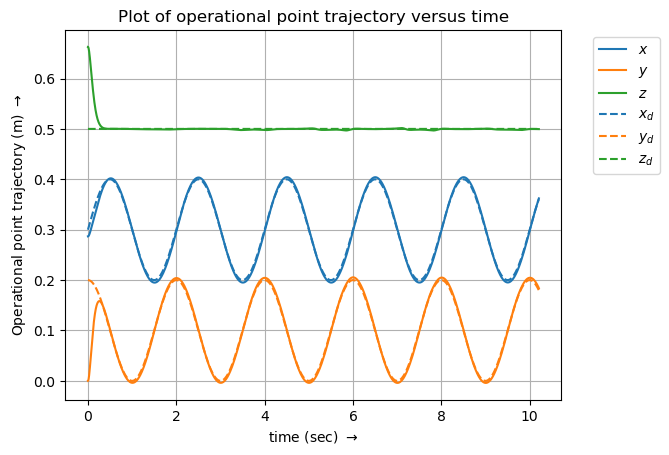 Plot of operational point trajectory versus time
Operational point trajectory (m) →
0.6
0.5
0.4
0.3
0.2
0.1
0.0
0 2 4 6 8 10
time (sec) →
x
y
z
x_d
y_d
z_d